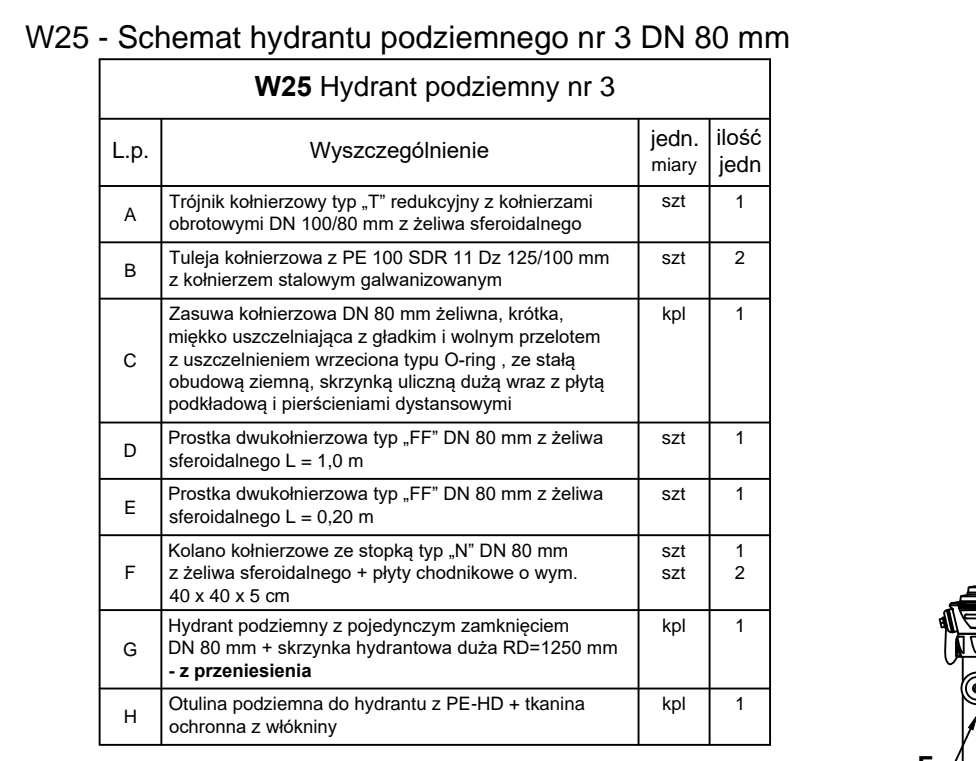 W25 - Schemat hydrantu podziemnego nr 3 DN 80 mm
W25 Hydrant podziemny nr 3
L.p. Wyszczególnienie jedn. miary ilość jedn
A Trójnik kołnierzowy typ „T” redukcyjny z kołnierzami szt 1
obrotowymi DN 100/80 mm z żeliwa sferoidalnego
B Tuleja kołnierzowa z PE 100 SDR 11 Dz 125/100 mm szt 2
z kołnierzem stalowym galwanizowanym
C Zasuwa kołnierzowa DN 80 mm żeliwna, krótka, kpl 1
miękko uszczelniająca z gładkim i wolnym przelotem
z uszczelnieniem wrzeciona typu O-ring , ze stałą
obudową ziemną, skrzynką uliczną dużą wraz z płytą
podkładową i pierścieniami dystansowymi
D Prostka dwukołnierzowa typ „FF” DN 80 mm z żeliwa szt 1
sferoidalnego L = 1,0 m
E Prostka dwukołnierzowa typ „FF” DN 80 mm z żeliwa szt 1
sferoidalnego L = 0,20 m
F Kolano kołnierzowe ze stopką typ „N” DN 80 mm szt 1
z żeliwa sferoidalnego + płyty chodnikowe o wym. szt 2
40 x 40 x 5 cm
G Hydrant podziemny z pojedynczym zamknięciem kpl 1
DN 80 mm + skrzynka hydrantowa duża RD=1250 mm
- z przeniesienia
H Otulina podziemna do hydrantu z PE-HD + tkanina kpl 1
ochronna z włókniny